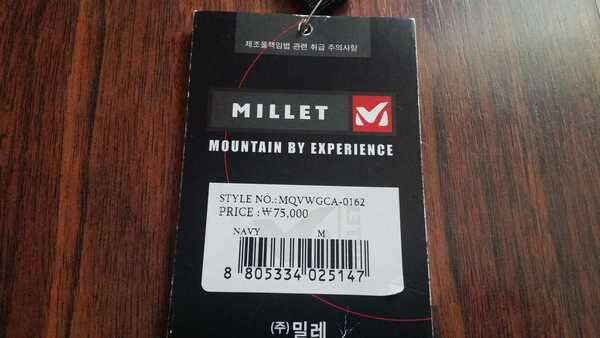 제조물책임법 관련 취급 주의사항
MILLET
MOUNTAIN BY EXPERIENCE
STYLE NO.:MQVWGCA-0162
PRICE :₩75,000
NAVY M
8 805334 025147
(주)밀레